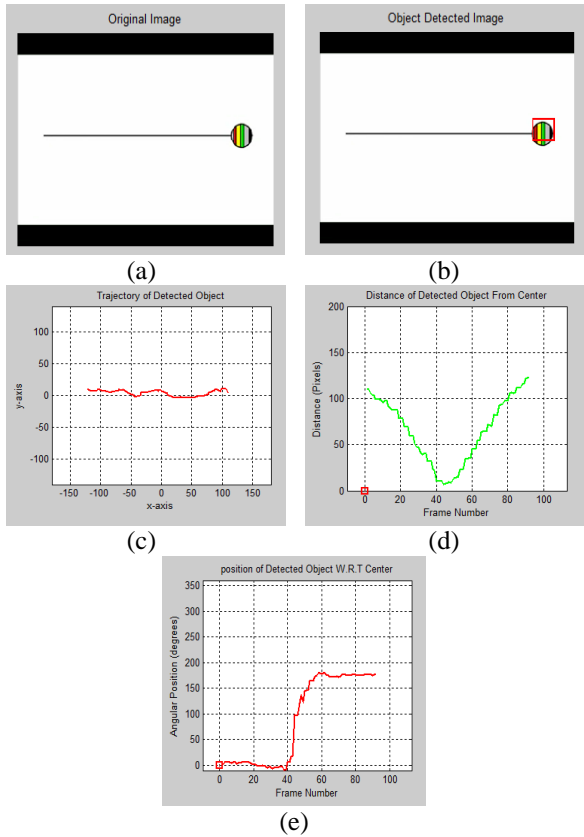 Original Image
Object Detected Image
(a)
(b)
Trajectory of Detected Object
y-axis
100
50
0
-50
-100
-150 -100 -50 0 50 100 150
x-axis
(c)
Distance of Detected Object From Center
Distance (Pixels)
200
150
100
50
0
0 20 40 60 80 100
Frame Number
(d)
position of Detected Object W.R.T Center
Angular Position (degrees)
350
300
250
200
150
100
50
0
0 20 40 60 80 100
Frame Number
(e)